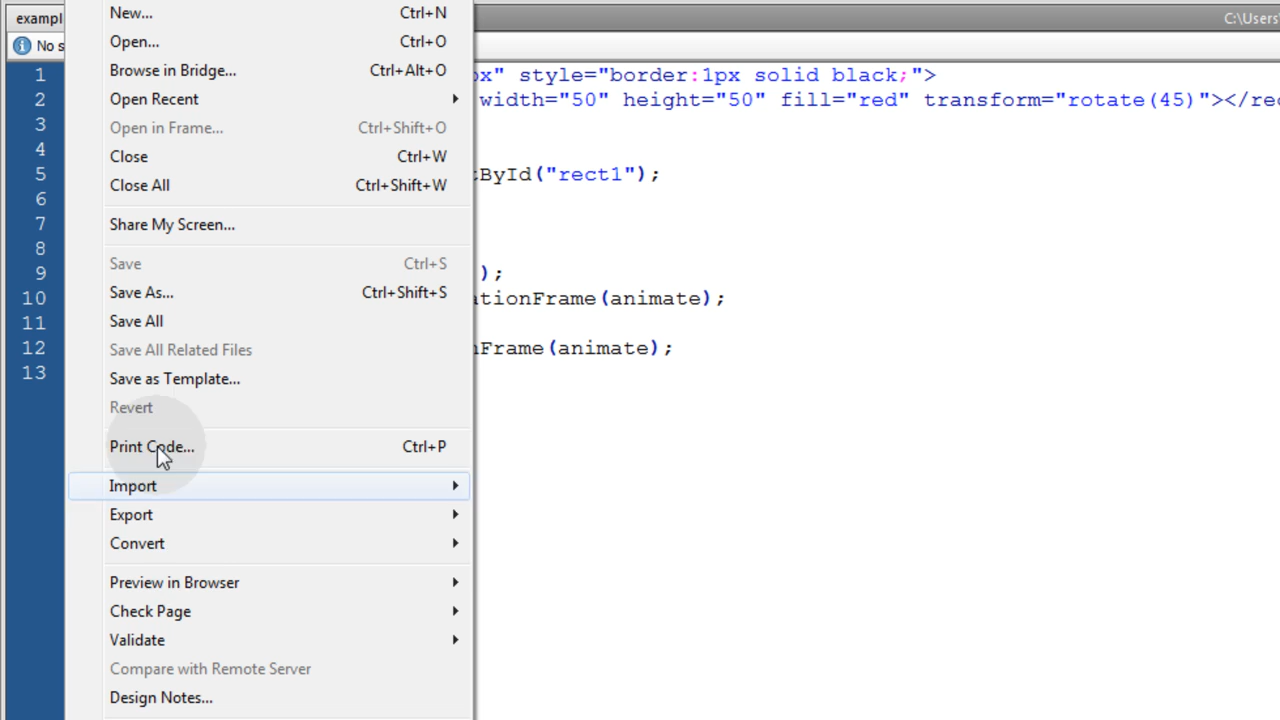 exampl
C:\Users
No s
New... Ctrl+N
Open... Ctrl+O
Browse in Bridge... Ctrl+Alt+O
Open Recent
Open in Frame... Ctrl+Shift+O
Close Ctrl+W
Close All Ctrl+Shift+W
Share My Screen...
Save Ctrl+S
Save As... Ctrl+Shift+S
Save All
Save All Related Files
Save as Template...
Revert
Print Code... Ctrl+P
Import
Export
Convert
Preview in Browser
Check Page
Validate
Compare with Remote Server
Design Notes...
1 px" style="border:1px solid black;">
2 width="50" height="50" fill="red" transform="rotate(45)"></rec
3
4
5 tById("rect1");
6
7
8
9 );
10 ationFrame(animate);
11
12 nFrame(animate);
13